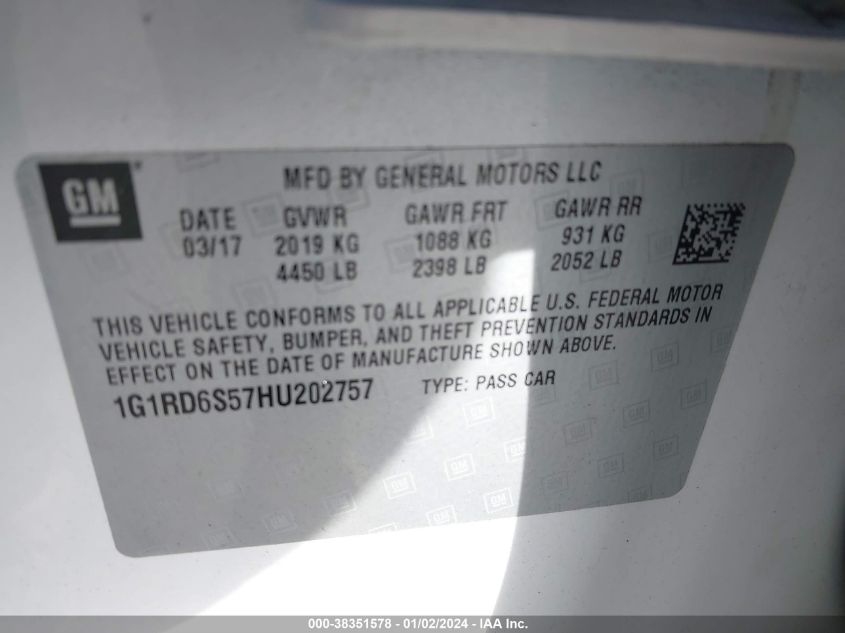 GM
MFD BY GENERAL MOTORS LLC
DATE GVWR GAWR FRT GAWR RR
03/17 2019 KG 1088 KG 931 KG
4450 LB 2398 LB 2052 LB
THIS VEHICLE CONFORMS TO ALL APPLICABLE U.S. FEDERAL MOTOR
VEHICLE SAFETY, BUMPER, AND THEFT PREVENTION STANDARDS IN
EFFECT ON THE DATE OF MANUFACTURE SHOWN ABOVE.
1G1RD6S57HU202757 TYPE: PASS CAR
000-38351578 - 01/02/2024 - IAA Inc.